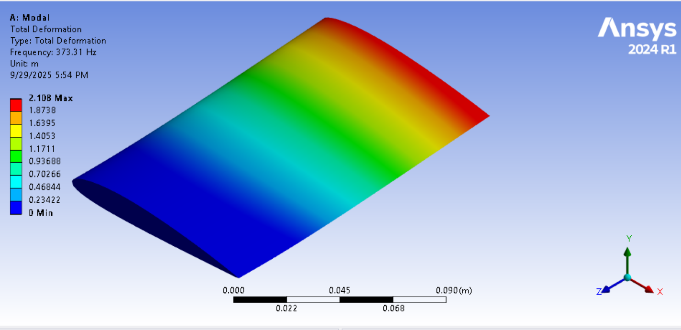 A: Modal
Total Deformation
Type: Total Deformation
Frequency: 373.31 Hz
Unit: m
9/29/2025 5:54 PM
2.108 Max
1.8738
1.6395
1.4053
1.1711
0.93688
0.70266
0.46844
0.23422
0 Min
Ansys
2024 R1
0.000 0.045 0.090(m)
0.022 0.068
Y
Z X